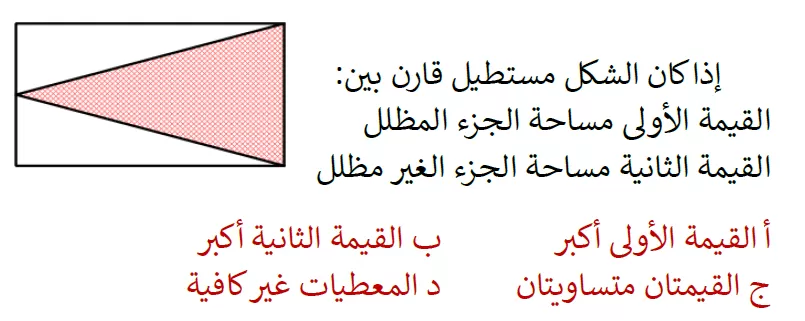 إذا كان الشكل مستطيل قارن بين:
القيمة الأولى مساحة الجزء المظلل
القيمة الثانية مساحة الجزء الغير مظلل
أ القيمة الأولى أكبر ب القيمة الثانية أكبر
ج القيمتان متساويتان د المعطيات غير كافية